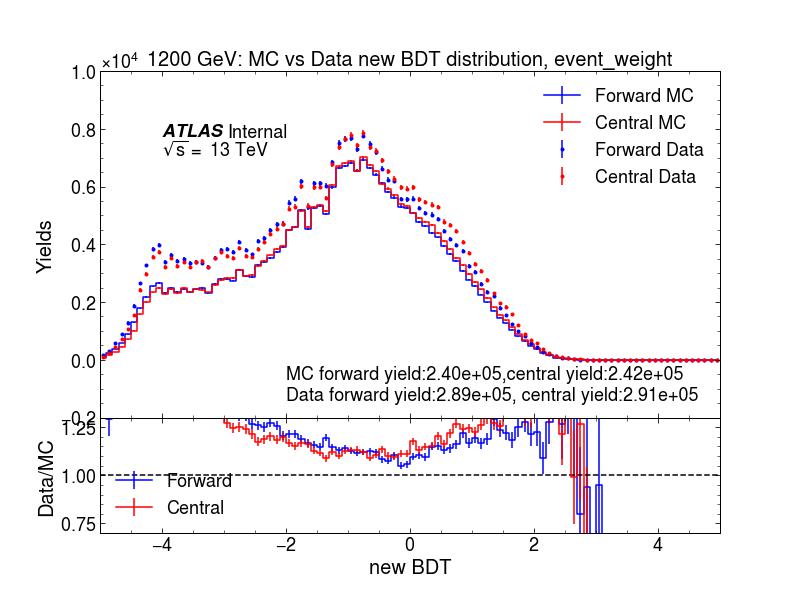 ×10⁴ 1200 GeV: MC vs Data new BDT distribution, event_weight
1.0
0.8
0.6
0.4
0.2
0.0
0.2
Yields
ATLAS Internal
√s = 13 TeV
Forward MC
Central MC
Forward Data
Central Data
MC forward yield:2.40e+05,central yield:2.42e+05
Data forward yield:2.89e+05, central yield:2.91e+05
1.25
1.00
0.75
Data/MC
Forward
Central
−4 −2 0 2 4
new BDT